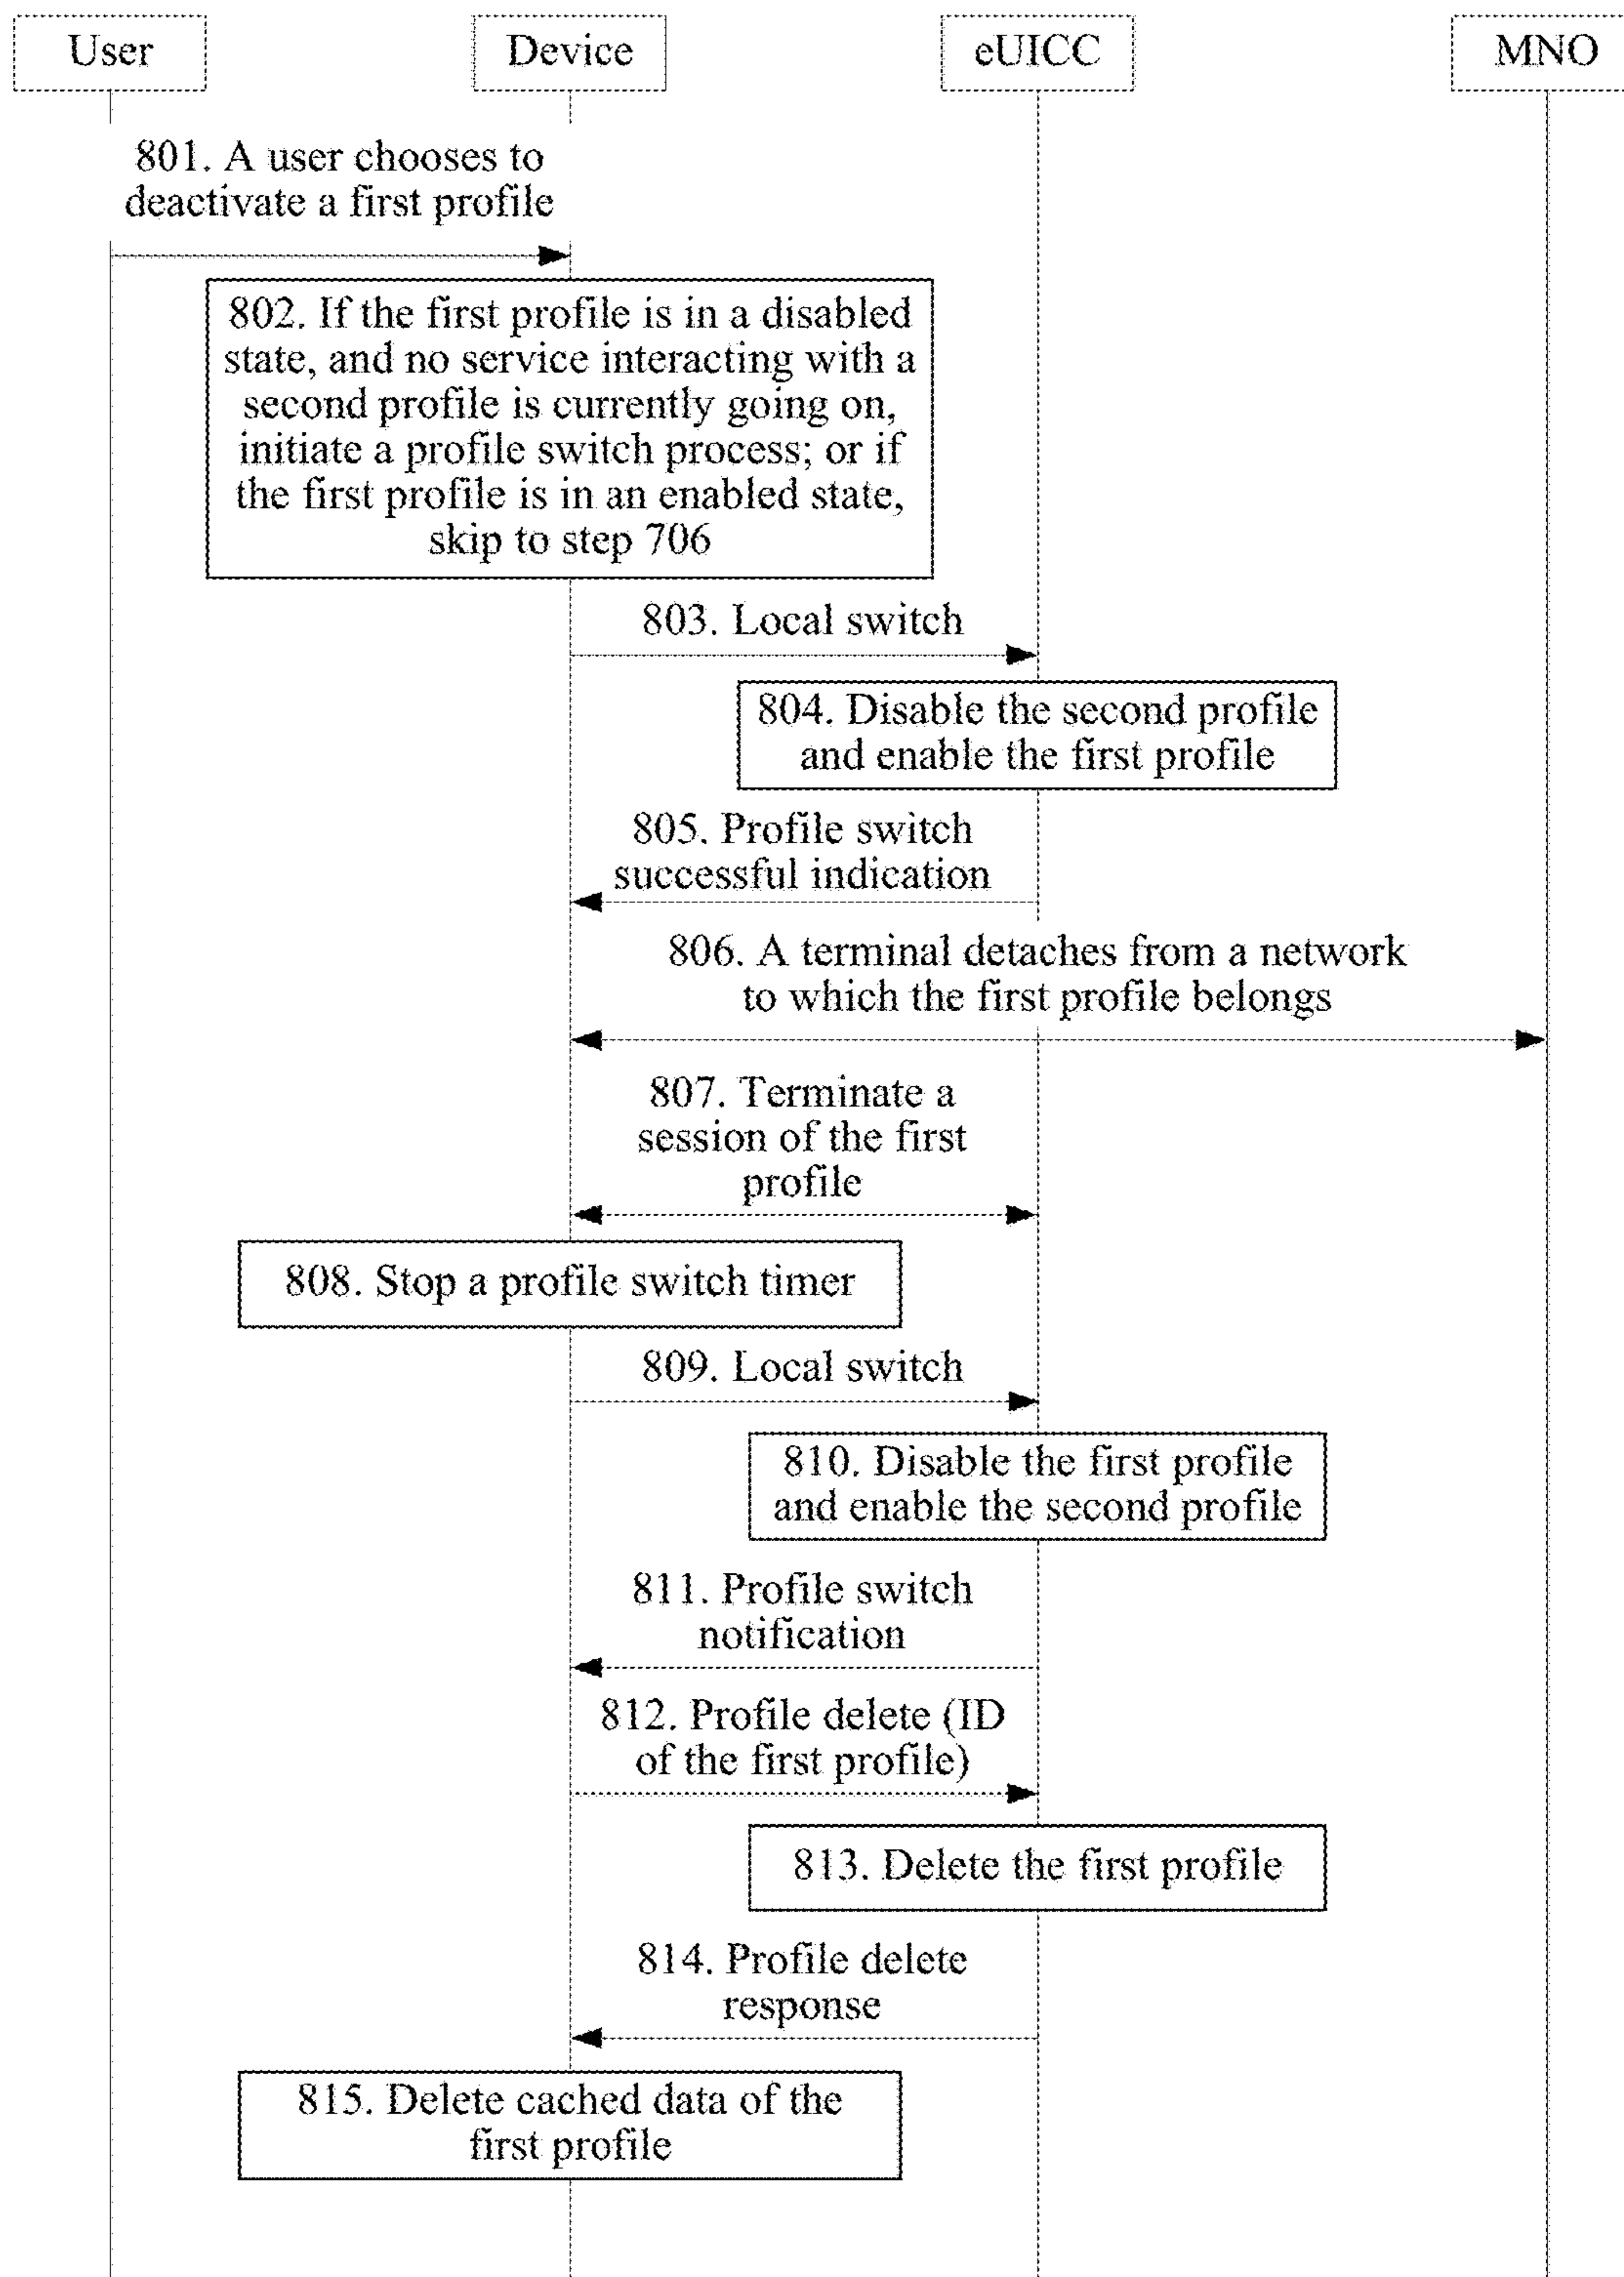 User
Device
eUICC
MNO
801. A user chooses to
deactivate a first profile
802. If the first profile is in a disabled
state, and no service interacting with a
second profile is currently going on,
initiate a profile switch process; or if
the first profile is in an enabled state,
skip to step 706
803. Local switch
804. Disable the second profile
and enable the first profile
805. Profile switch
successful indication
806. A terminal detaches from a network
to which the first profile belongs
807. Terminate a
session of the first
profile
808. Stop a profile switch timer
809. Local switch
810. Disable the first profile
and enable the second profile
811. Profile switch
notification
812. Profile delete (ID
of the first profile)
813. Delete the first profile
814. Profile delete
response
815. Delete cached data of the
first profile